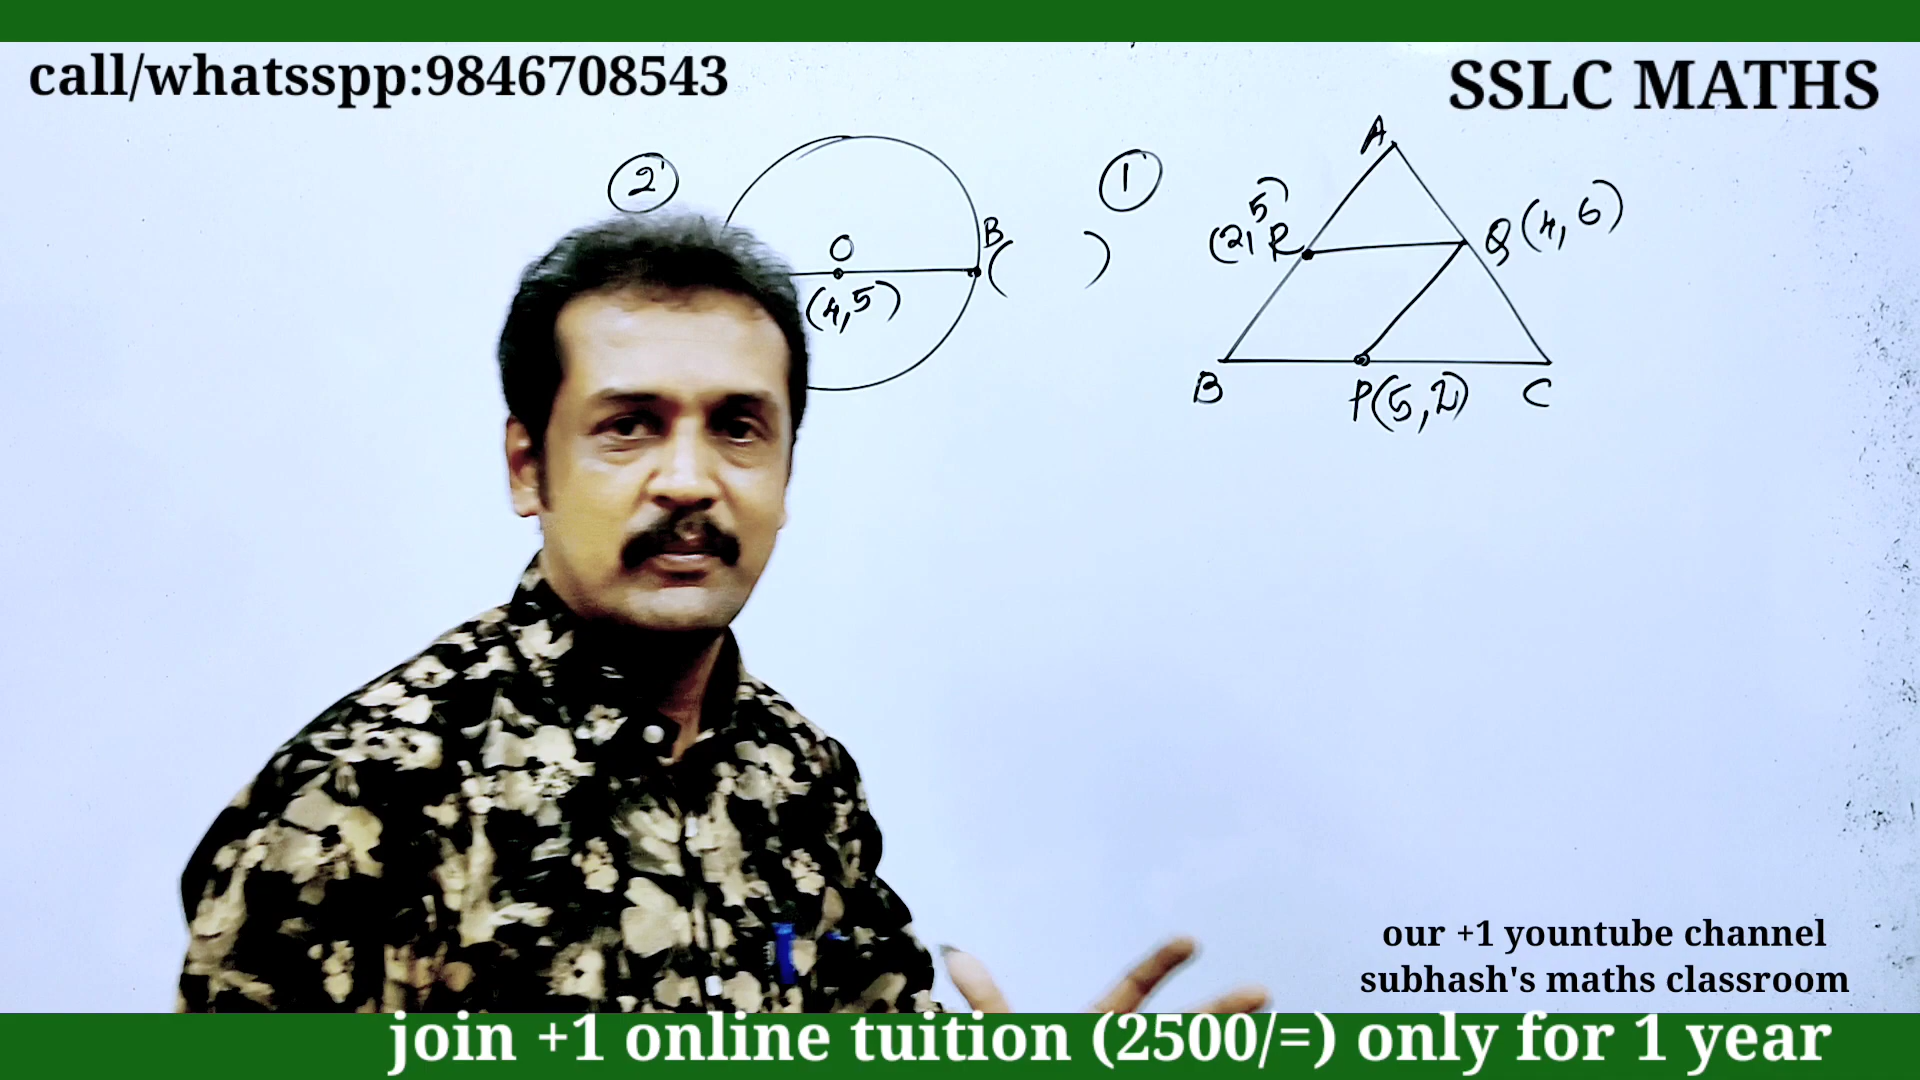 call/whatsspp:9846708543
SSLC MATHS
2
O
(4,5)
B( )
1
A
(2,5)
R
Q(4,6)
B
P(5,2)
C
our +1 yountube channel
subhash's maths classroom
join +1 online tuition (2500/=) only for 1 year